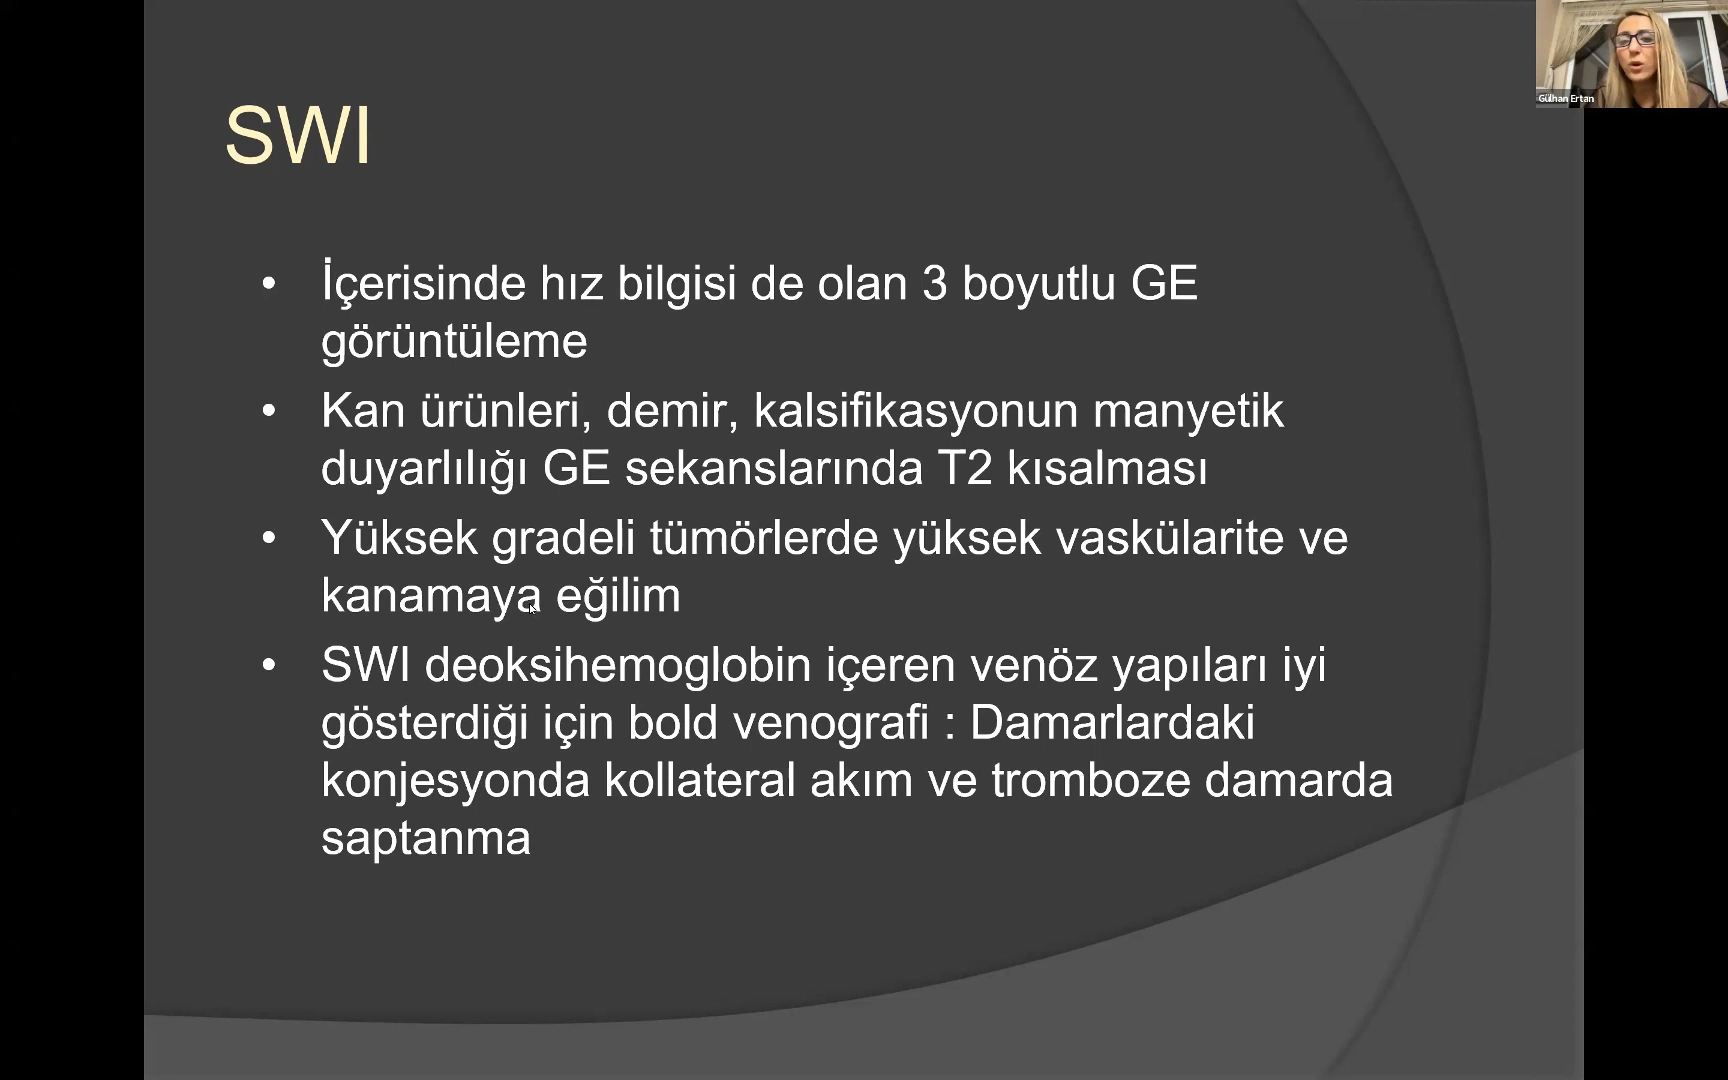 SWI
• İçerisinde hız bilgisi de olan 3 boyutlu GE
görüntüleme
• Kan ürünleri, demir, kalsifikasyonun manyetik
duyarlılığı GE sekanslarında T2 kısalması
• Yüksek gradeli tümörlerde yüksek vaskülarite ve
kanamaya eğilim
• SWI deoksihemoglobin içeren venöz yapıları iyi
gösterdiği için bold venografi : Damarlardaki
konjesyonda kollateral akım ve tromboze damarda
saptanma
Gülhan Ertan